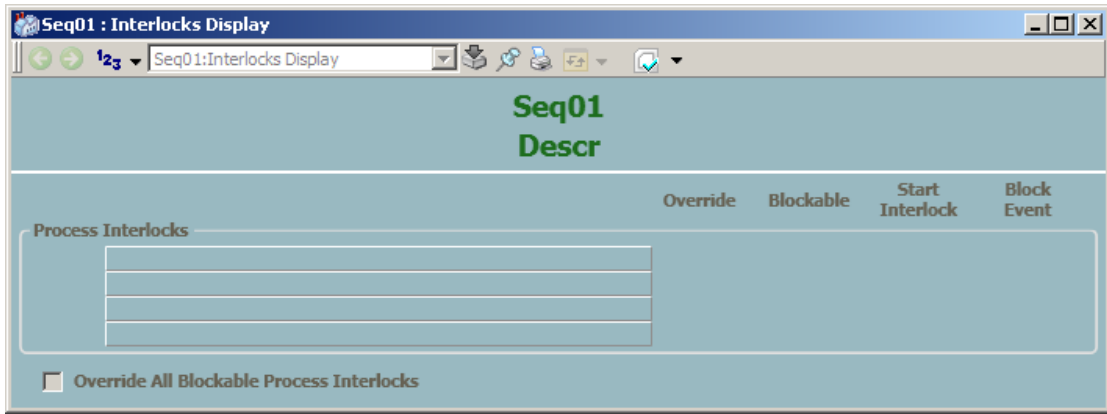 Seq01 : Interlocks Display
123 Seq01:Interlocks Display
Seq01
Descr
Override Blockable Start Interlock Block Event
Process Interlocks
Override All Blockable Process Interlocks